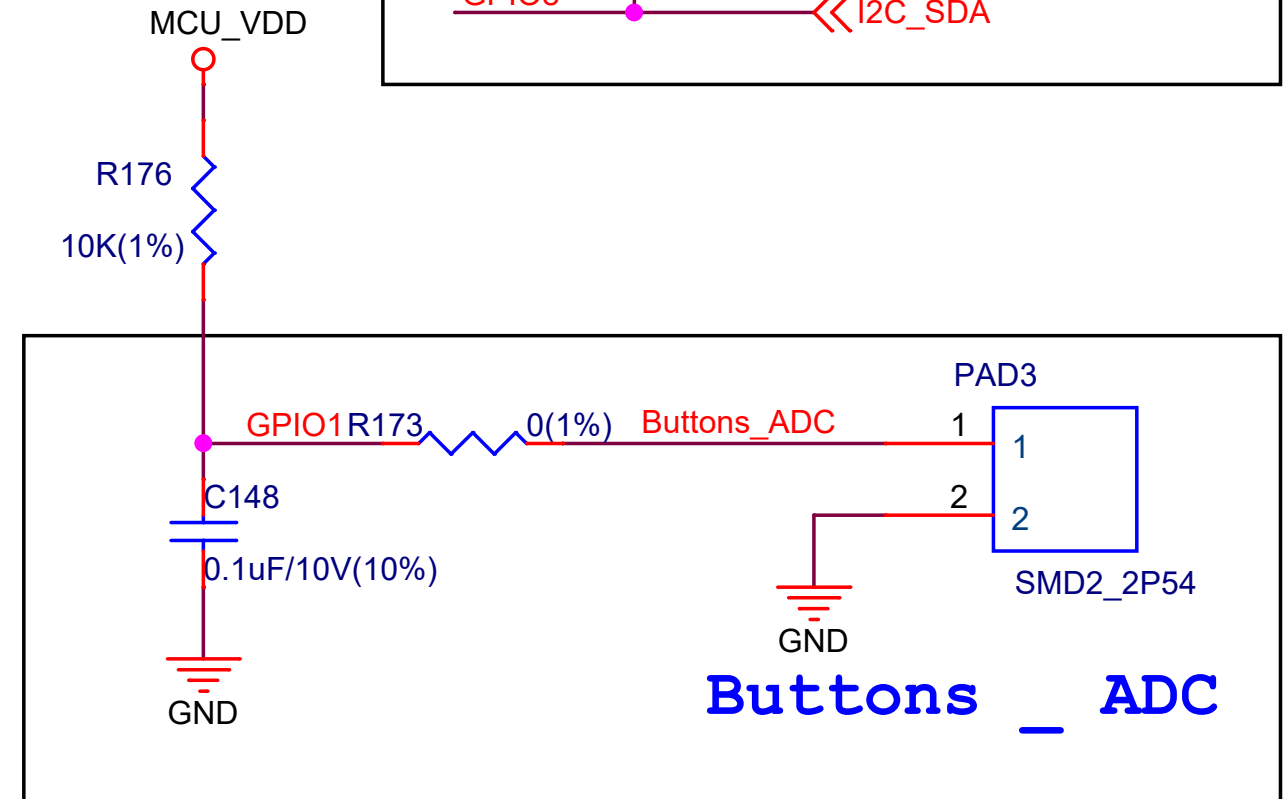 MCU_VDD
I2C_SDA
R176
10K(1%)
PAD3
GPIO1 R173 0(1%) Buttons_ADC 1 1
C148
2 2
0.1uF/10V(10%)
SMD2_2P54
GND
GND
Buttons _ ADC